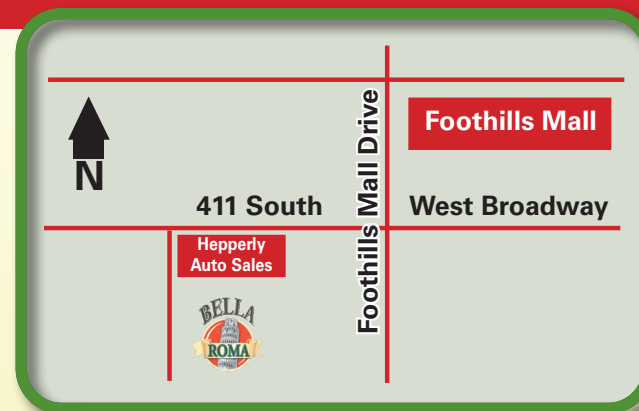 Foothills Mall
N
411 South
Foothills Mall Drive
West Broadway
Hepperly
Auto Sales
BELLA
ROMA